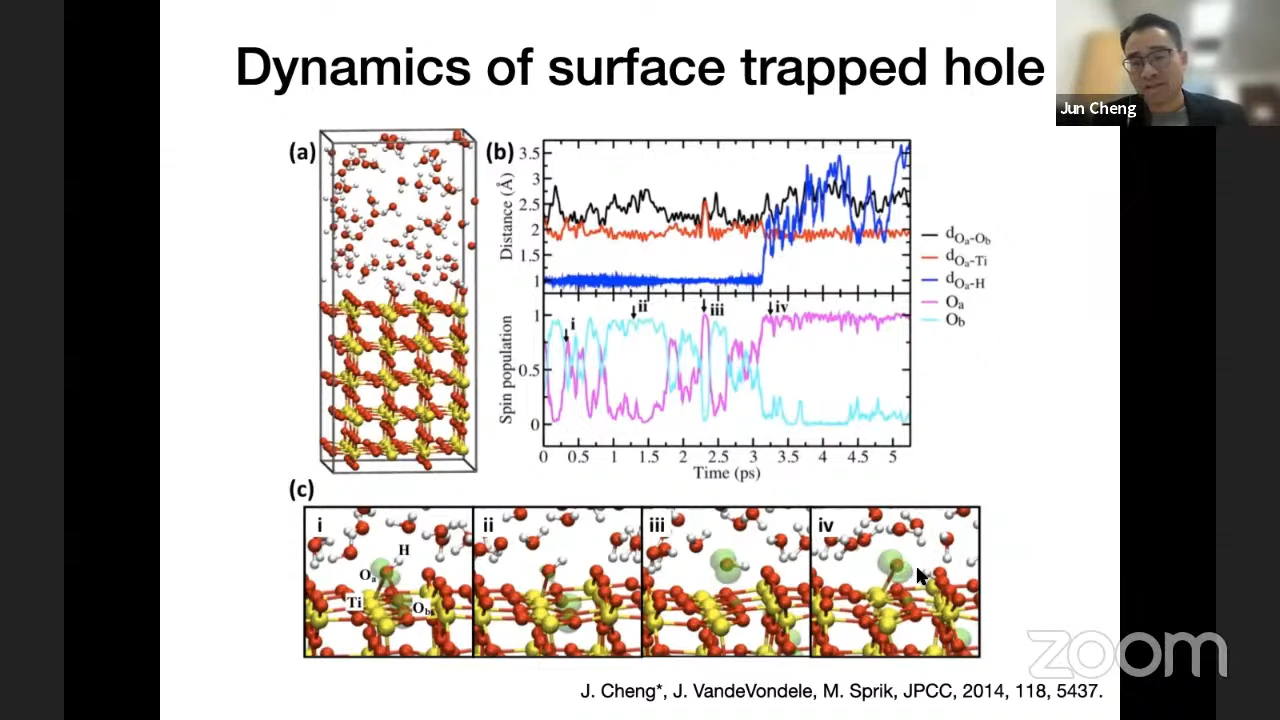 Dynamics of surface trapped hole
Jun Cheng
(a)
(b)
Distance (Å)
3.5
3
2.5
2
1.5
1
dOa-Ob
dOa-Ti
dOa-H
Oa
Ob
Spin population
1
0.5
0
i
ii
iii
iv
0 0.5 1 1.5 2 2.5 3 3.5 4 4.5 5
Time (ps)
(c)
i
H
Oa
Ti
Ob
ii
iii
iv
zoom
J. Cheng*, J. VandeVondele, M. Sprik, JPCC, 2014, 118, 5437.